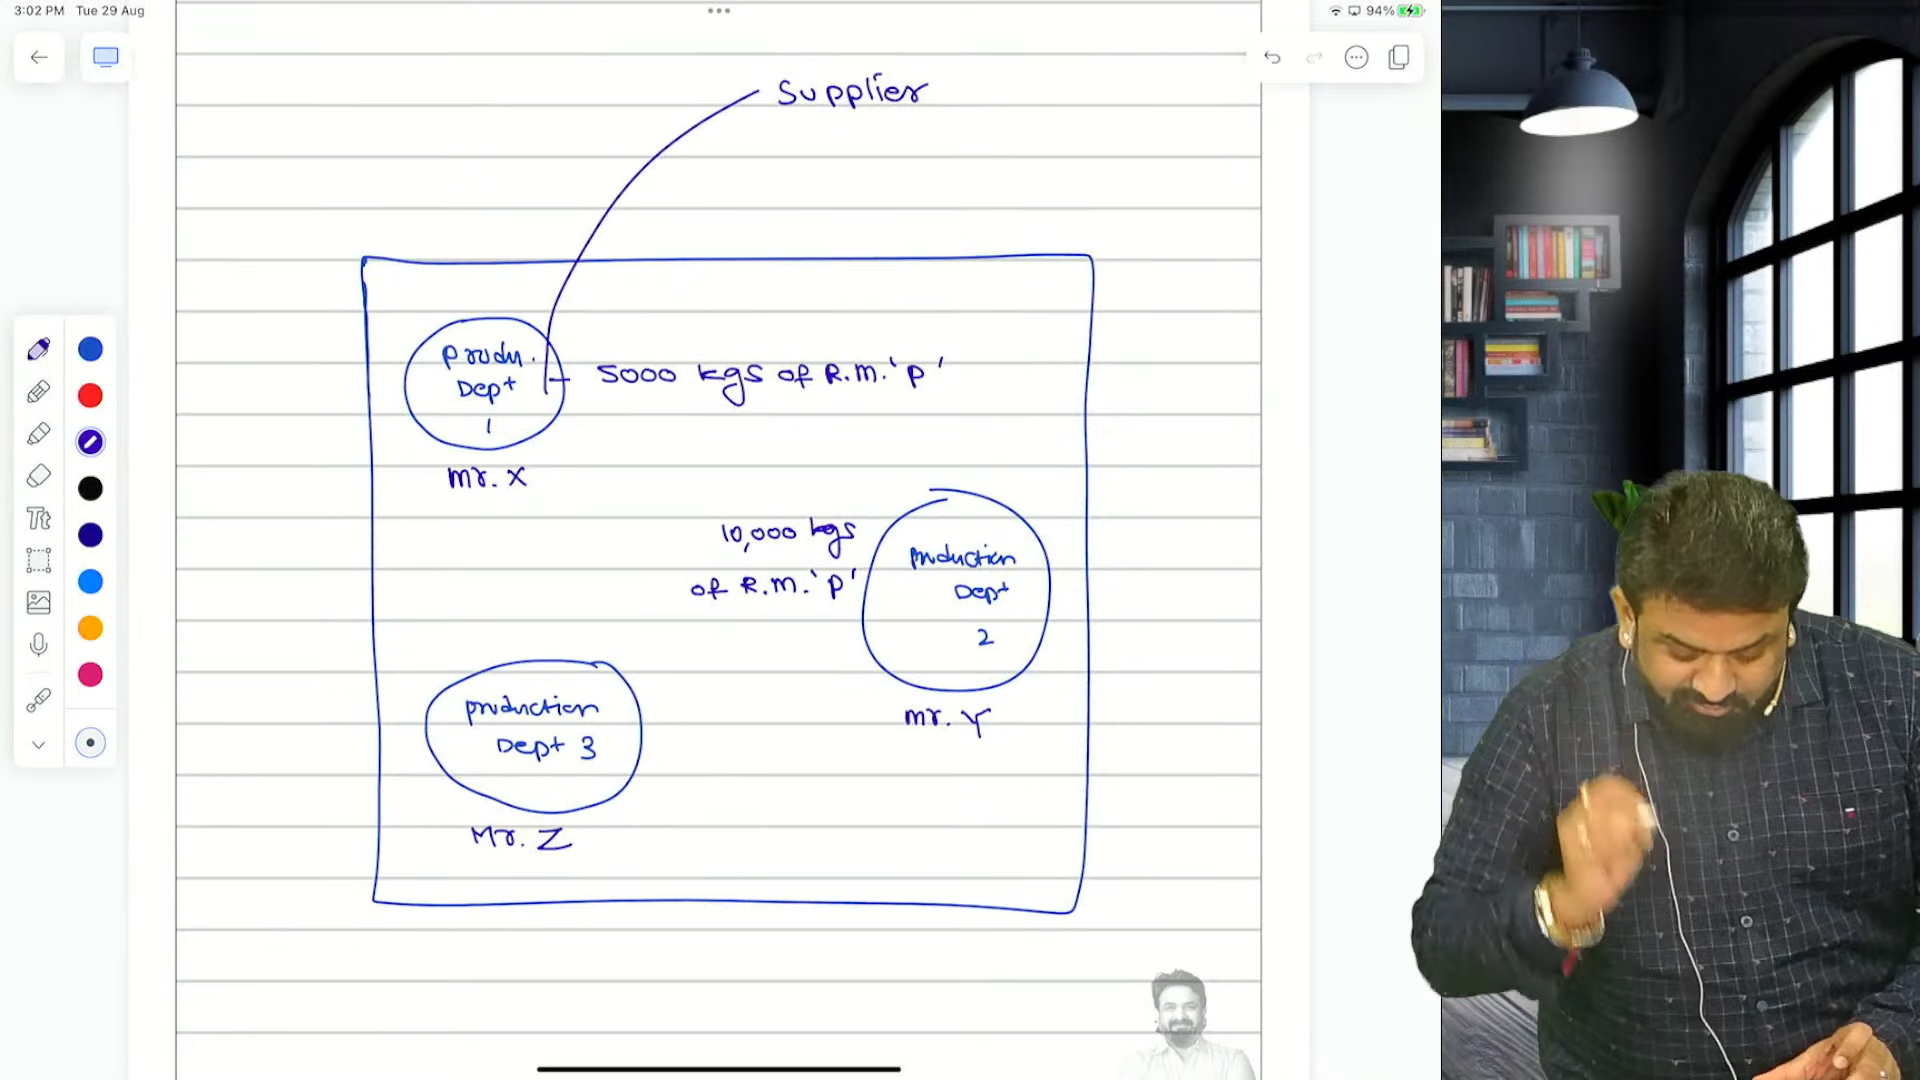 3:02 PM Tue 29 Aug
94%
Supplier
Produ.
Dept
1
5000 kgs of R.M. 'P'
Mr. X
10,000 kgs
of R.M. 'P'
Production
Dept
2
Mr. Y
Production
Dept 3
Mr. Z
Tt